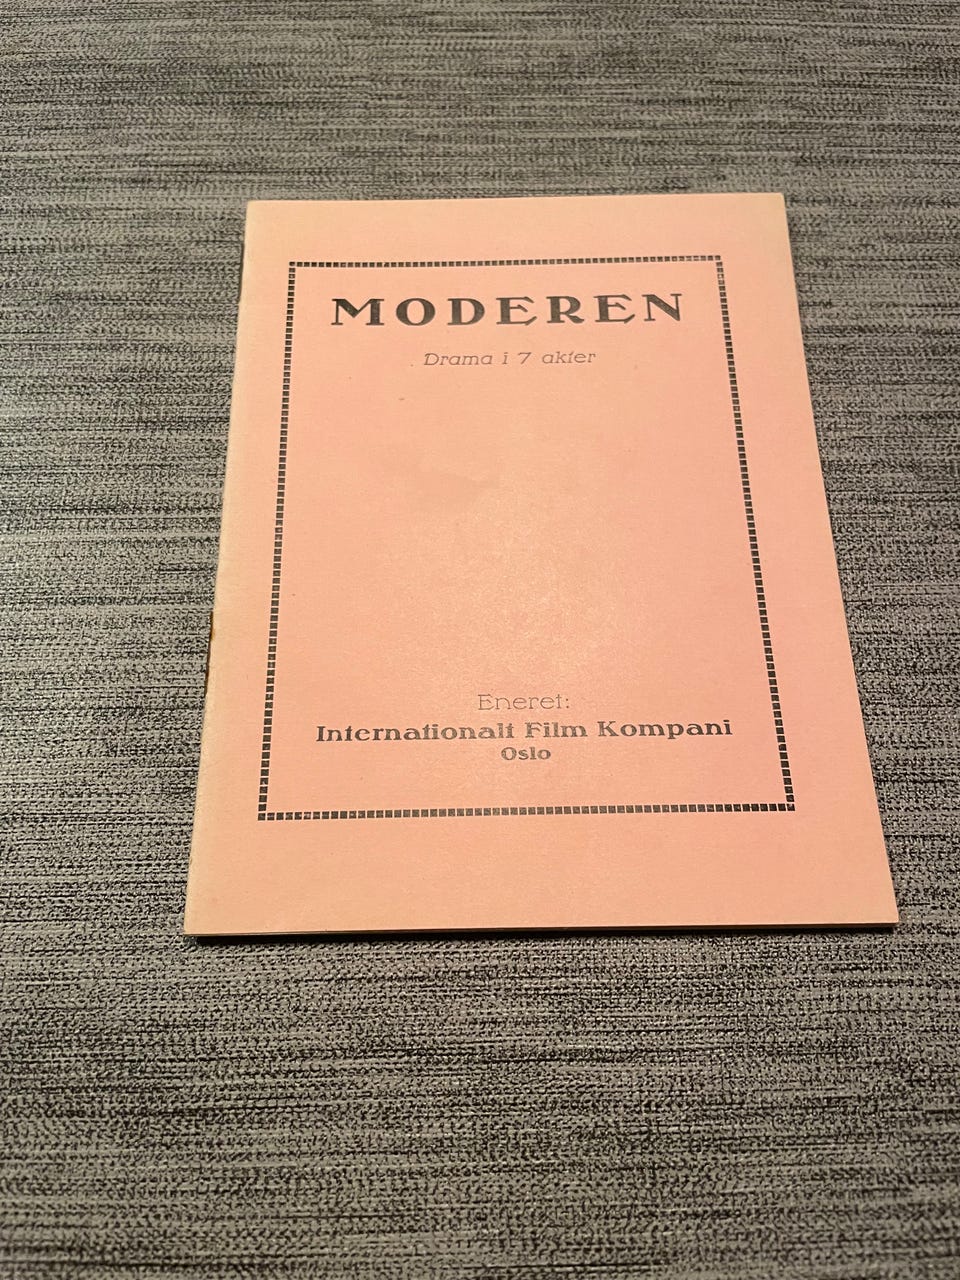 MODEREN
Drama i 7 akter
Eneret:
Internationalt Film Kompani
Oslo